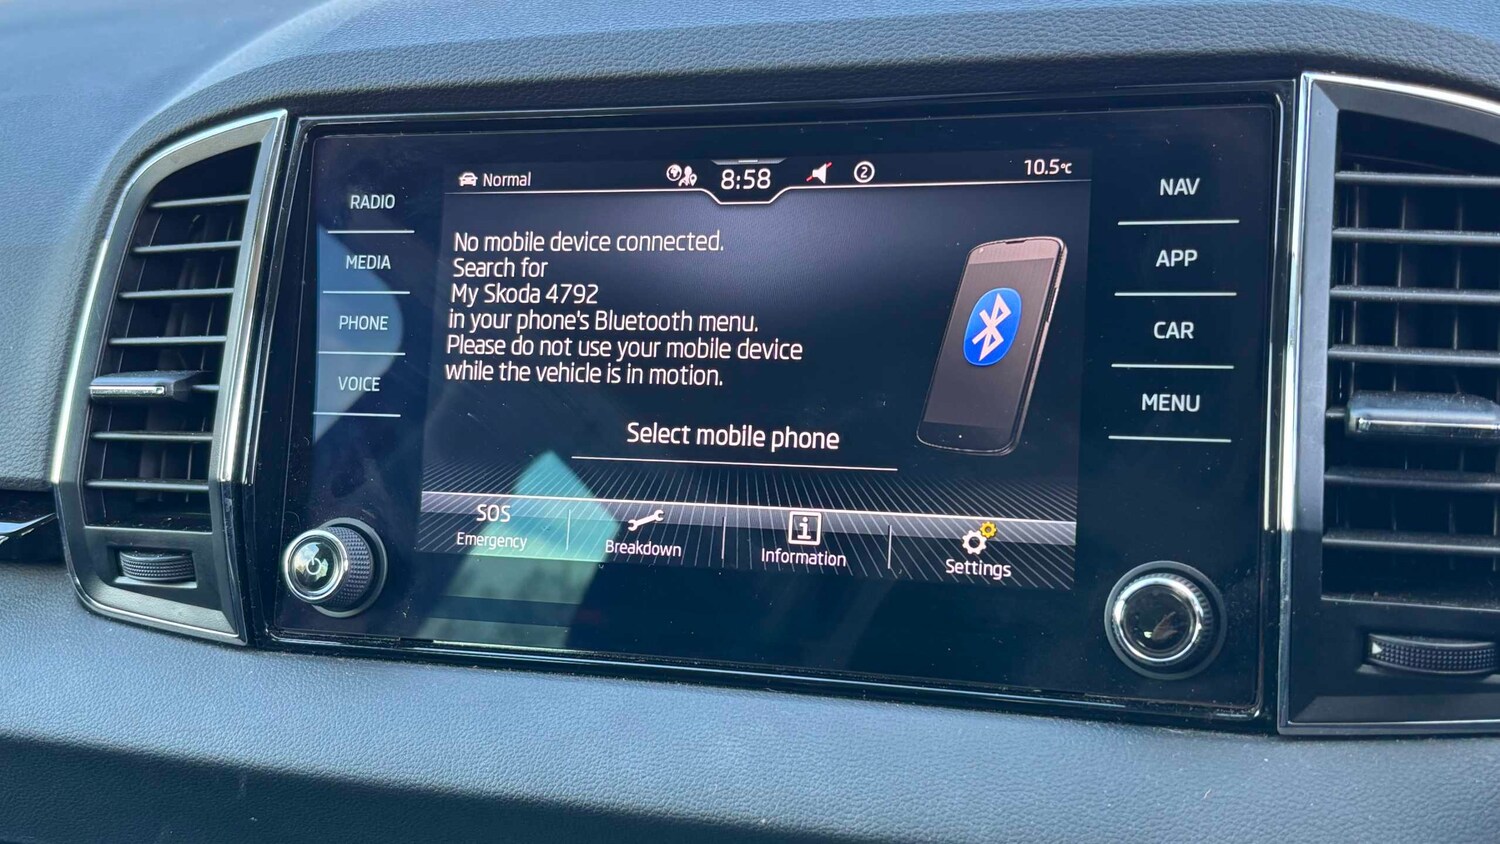 Normal
8:58
2
10.5°C
RADIO
MEDIA
PHONE
VOICE
No mobile device connected.
Search for
My Skoda 4792
in your phone's Bluetooth menu.
Please do not use your mobile device
while the vehicle is in motion.
Select mobile phone
SOS
Emergency
Breakdown
i
Information
Settings
NAV
APP
CAR
MENU